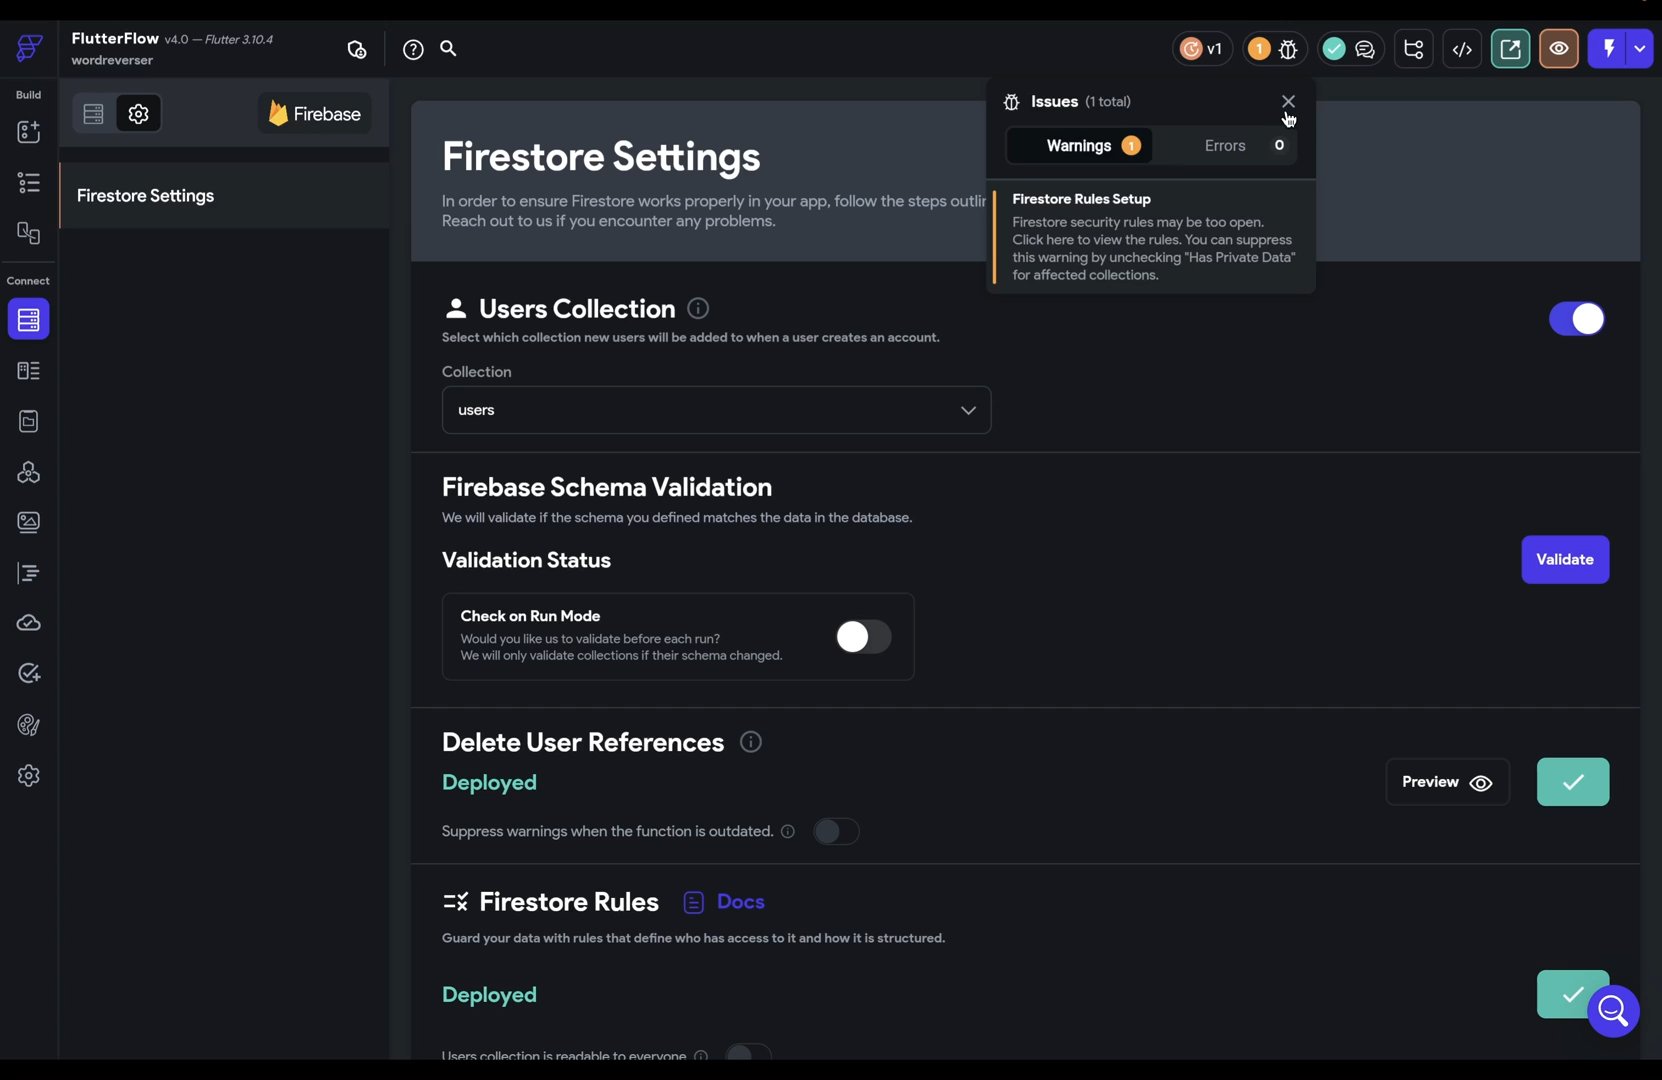 FlutterFlow v4.0 — Flutter 3.10.4
wordreverser
v1
1
Build
Connect
Firebase
Firestore Settings
Firestore Settings
In order to ensure Firestore works properly in your app, follow the steps outli
Reach out to us if you encounter any problems.
Issues (1 total)
Warnings 1
Errors 0
Firestore Rules Setup
Firestore security rules may be too open.
Click here to view the rules. You can suppress
this warning by unchecking "Has Private Data"
for affected collections.
Users Collection
Select which collection new users will be added to when a user creates an account.
Collection
users
Firebase Schema Validation
We will validate if the schema you defined matches the data in the database.
Validation Status
Validate
Check on Run Mode
Would you like us to validate before each run?
We will only validate collections if their schema changed.
Delete User References
Deployed
Preview
Suppress warnings when the function is outdated.
Firestore Rules Docs
Guard your data with rules that define who has access to it and how it is structured.
Deployed
Users collection is readable to everyone